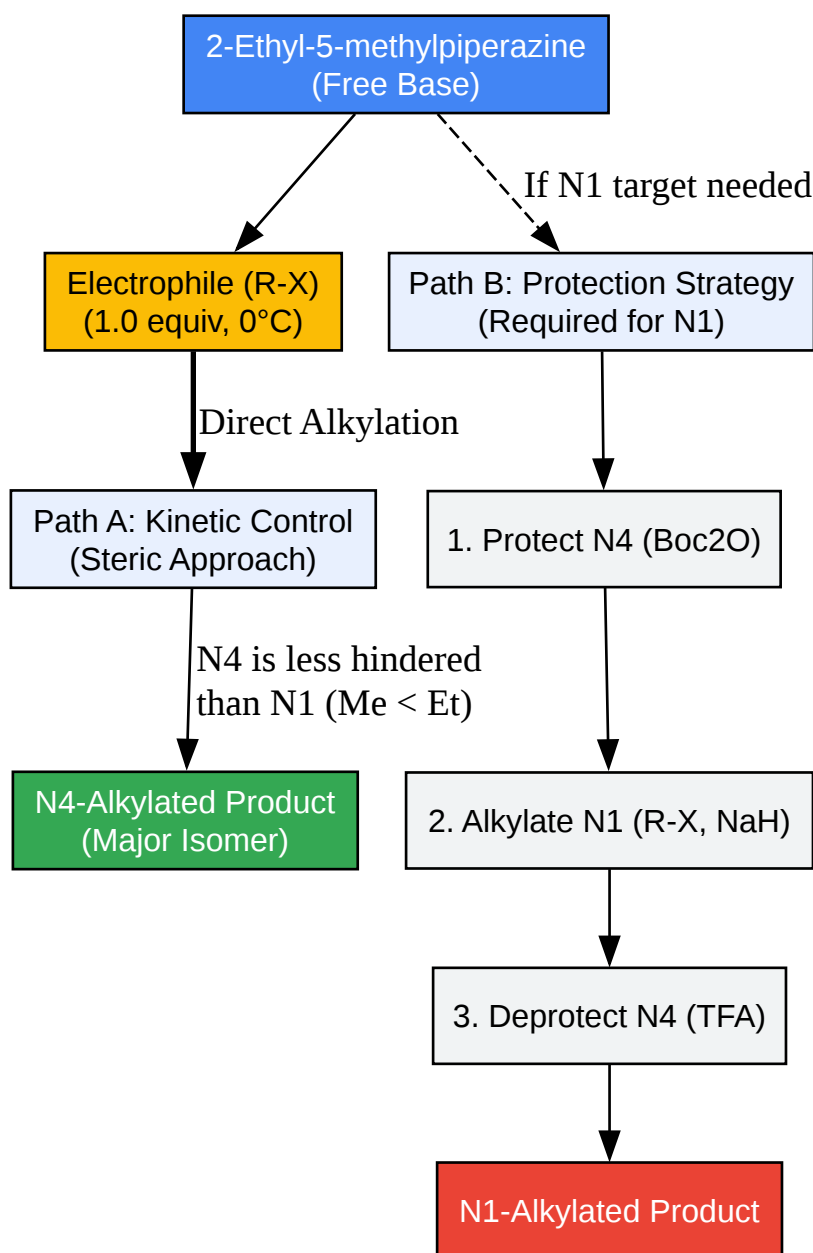 2-Ethyl-5-methylpiperazine
(Free Base)
If N1 target needed
Electrophile (R-X)
(1.0 equiv, 0°C)
Path B: Protection Strategy
(Required for N1)
Direct Alkylation
Path A: Kinetic Control
(Steric Approach)
1. Protect N4 (Boc2O)
N4 is less hindered
than N1 (Me < Et)
N4-Alkylated Product
(Major Isomer)
2. Alkylate N1 (R-X, NaH)
3. Deprotect N4 (TFA)
N1-Alkylated Product